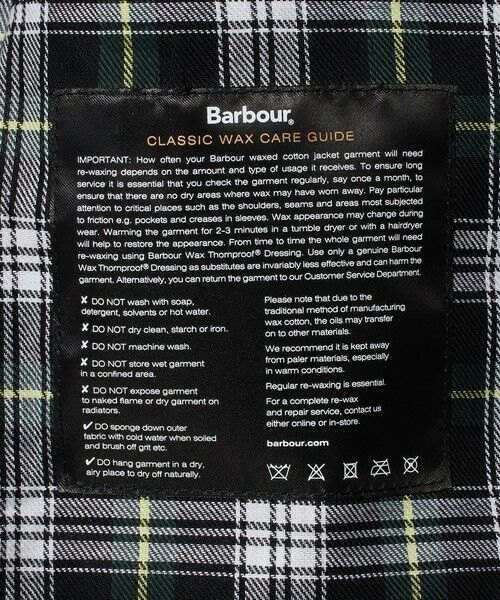 Barbour®
CLASSIC WAX CARE GUIDE
IMPORTANT: How often your Barbour waxed cotton jacket garment will need
re-waxing depends on the amount and type of usage it receives. To ensure long
service it is essential that you check the garment regularly, say once a month, to
ensure that there are no dry areas where wax may have worn away. Pay particular
attention to critical places such as the shoulders, seams and areas most subjected
to friction e.g. pockets and creases in sleeves. Wax appearance may change during
wear. Warming the garment for 2-3 minutes in a tumble dryer or with a hairdryer
will help to restore the appearance. From time to time the whole garment will need
re-waxing using Barbour Wax Thornproof® Dressing. Use only a genuine Barbour
Wax Thornproof® Dressing as substitutes are invariably less effective and can harm the
garment. Alternatively, you can return the garment to our Customer Service Department.
✘ DO NOT wash with soap,
detergent, solvents or hot water.
✘ DO NOT dry clean, starch or iron.
✘ DO NOT machine wash.
✘ DO NOT store wet garment
in a confined area.
✘ DO NOT expose garment
to naked flame or dry garment on
radiators.
✔ DO sponge down outer
fabric with cold water when soiled
and brush off grit etc.
✔ DO hang garment in a dry,
airy place to dry off naturally.
Please note that due to the
traditional method of manufacturing
wax cotton, the oils may transfer
on to other materials.
We recommend it is kept away
from paler materials, especially
in warm conditions.
Regular re-waxing is essential.
For a complete re-wax
and repair service, contact us
either online or in-store.
barbour.com